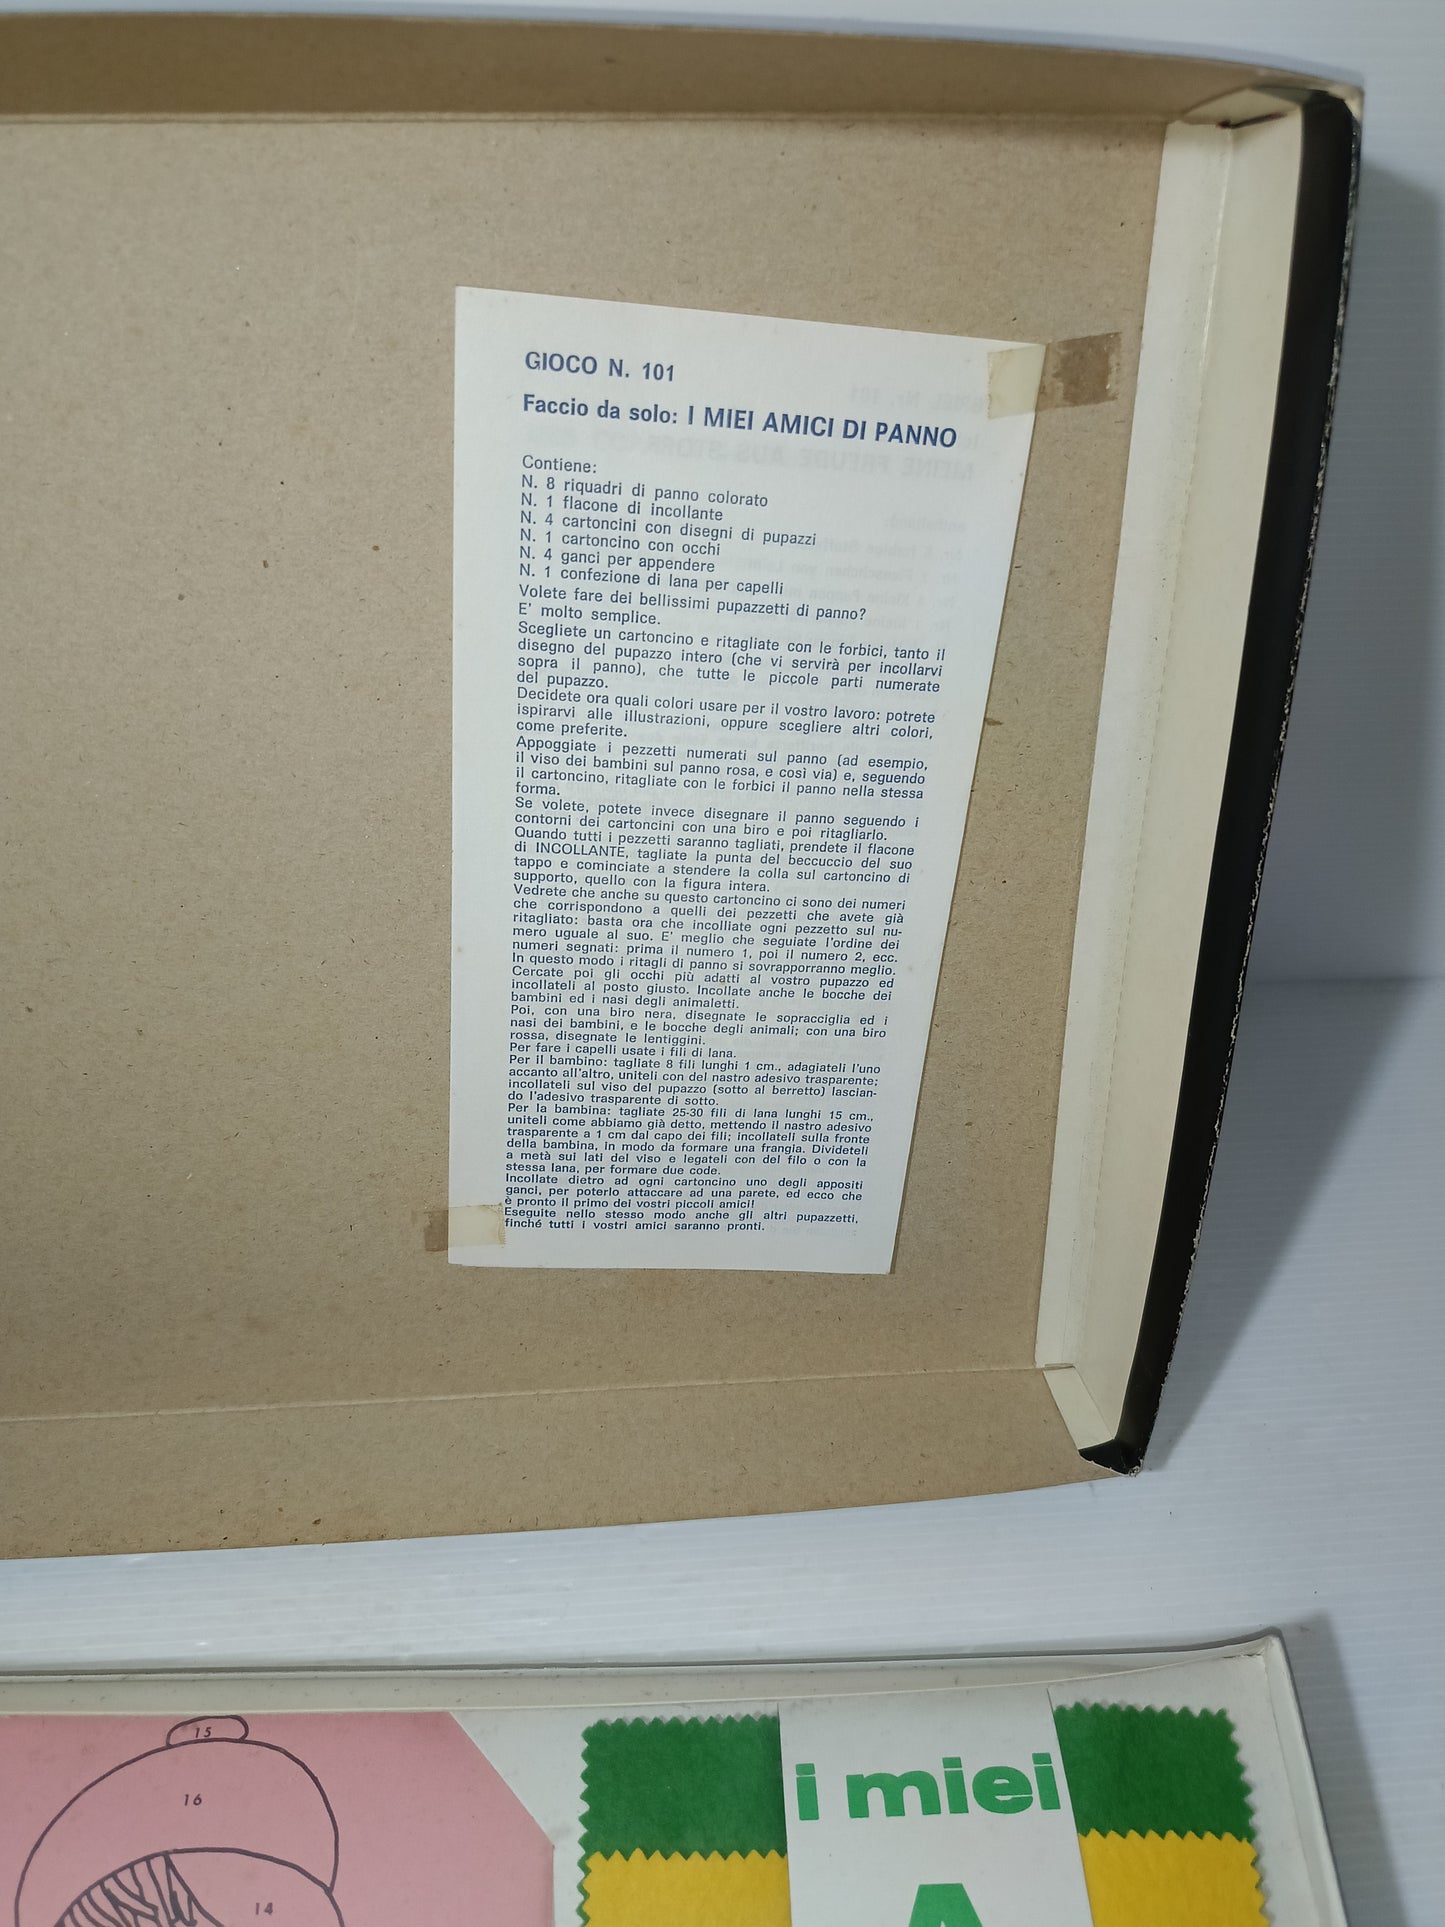 GIOCO N. 101
Faccio da solo: I MIEI AMICI DI PANNO
Contiene:
N. 8 riquadri di panno colorato
N. 1 flacone di incollante
N. 4 cartoncini con disegni di pupazzi
N. 1 cartoncino con occhi
N. 4 ganci per appendere
N. 1 confezione di lana per capelli
Volete fare dei bellissimi pupazzetti di panno?
E' molto semplice.
Scegliete un cartoncino e ritagliate con le forbici, tanto il
disegno del pupazzo intero (che vi servirà per incollarvi
sopra il panno), che tutte le piccole parti numerate
del pupazzo.
Decidete ora quali colori usare per il vostro lavoro: potrete
ispirarvi alle illustrazioni, oppure scegliere altri colori,
come preferite.
Appoggiate i pezzetti numerati sul panno (ad esempio,
il viso dei bambini sul panno rosa, e così via) e, seguendo
il cartoncino, ritagliate con le forbici il panno nella stessa
forma.
Se volete, potete invece disegnare il panno seguendo i
contorni dei cartoncini con una biro e poi ritagliarlo.
Quando tutti i pezzetti saranno tagliati, prendete il flacone
di INCOLLANTE, tagliate la punta del beccuccio del suo
tappo e cominciate a stendere la colla sul cartoncino di
supporto, quello con la figura intera.
Vedrete che anche su questo cartoncino ci sono dei numeri
che corrispondono a quelli dei pezzetti che avete già
ritagliato: basta ora che incolliate ogni pezzetto sul nu-
mero uguale al suo. E' meglio che seguiate l'ordine dei
numeri segnati: prima il numero 1, poi il numero 2, ecc.
In questo modo i ritagli di panno si sovrapporranno meglio.
Cercate poi gli occhi più adatti al vostro pupazzo ed
incollateli al posto giusto. Incollate anche le bocche dei
bambini ed i nasi degli animaletti.
Poi, con una biro nera, disegnate le sopracciglia ed i
nasi dei bambini, e le bocche degli animali; con una biro
rossa, disegnate le lentiggini.
Per fare i capelli usate i fili di lana.
Per il bambino: tagliate 8 fili lunghi 1 cm., adagiateli l'uno
accanto all'altro, uniteli con del nastro adesivo trasparente;
incollateli sul viso del pupazzo (sotto al berretto) lascian-
do l'adesivo trasparente di sotto.
Per la bambina: tagliate 25-30 fili di lana lunghi 15 cm.,
uniteli come abbiamo già detto, mettendo il nastro adesivo
trasparente a 1 cm dal capo dei fili; incollateli sulla fronte
della bambina, in modo da formare una frangia. Divideteli
a metà sui lati del viso e legateli con del filo o con la
stessa lana, per formare due code.
Incollate dietro ad ogni cartoncino uno degli appositi
ganci, per poterlo attaccare ad una parete, ed ecco che
è pronto il primo dei vostri piccoli amici!
Eseguite nello stesso modo anche gli altri pupazzetti,
finché tutti i vostri amici saranno pronti.
15
16
14
i miei
A